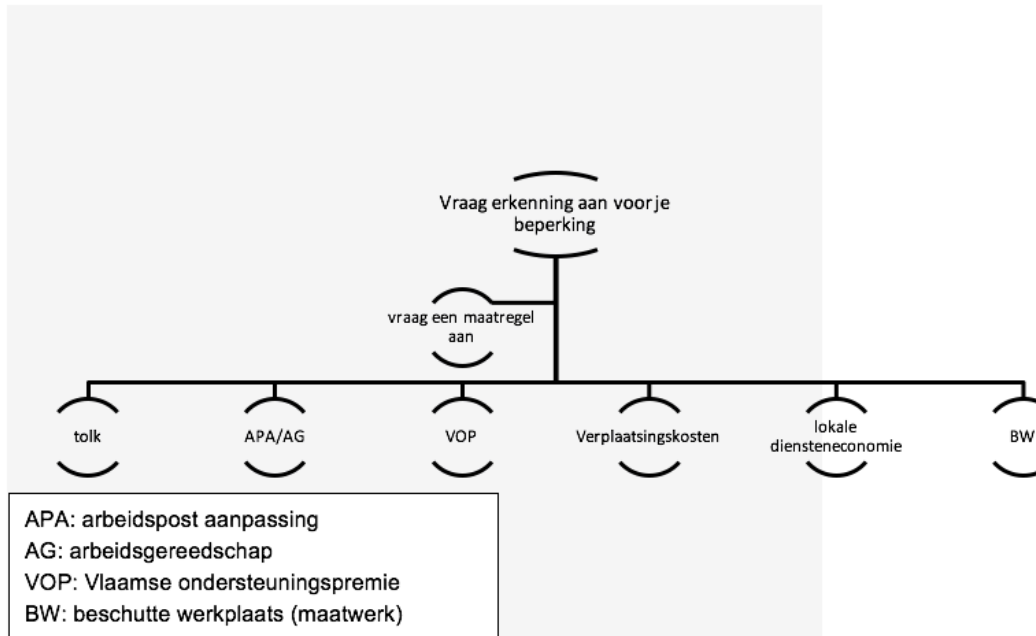 Vraag erkenning aan voor je
beperking
vraag een maatregel
aan
tolk
APA/AG
VOP
Verplaatsingskosten
lokale
diensteneconomie
BW
APA: arbeidspost aanpassing
AG: arbeidsgereedschap
VOP: Vlaamse ondersteuningspremie
BW: beschutte werkplaats (maatwerk)